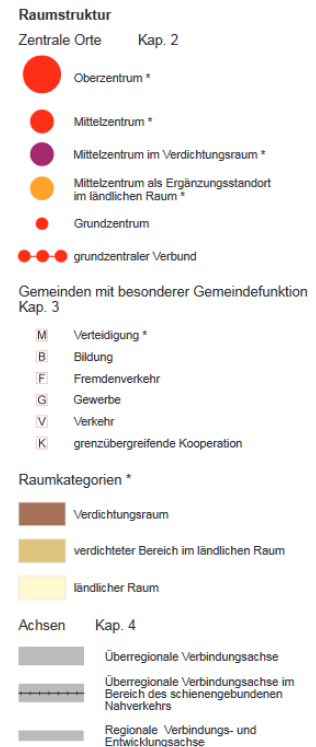 Raumstruktur
Zentrale Orte Kap. 2
Oberzentrum *
Mittelzentrum *
Mittelzentrum im Verdichtungsraum *
Mittelzentrum als Ergänzungsstandort
im ländlichen Raum *
Grundzentrum
grundzentraler Verbund
Gemeinden mit besonderer Gemeindefunktion
Kap. 3
M Verteidigung *
B Bildung
F Fremdenverkehr
G Gewerbe
V Verkehr
K grenzübergreifende Kooperation
Raumkategorien *
Verdichtungsraum
verdichteter Bereich im ländlichen Raum
ländlicher Raum
Achsen Kap. 4
Überregionale Verbindungsachse
Überregionale Verbindungsachse im
Bereich des schienengebundenen
Nahverkehrs
Regionale Verbindungs- und
Entwicklungsachse